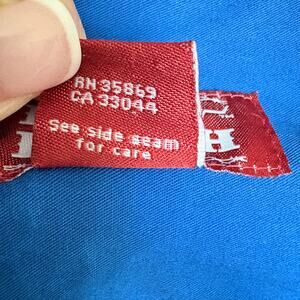 RN 35869
CA 33044
See side seam
for care